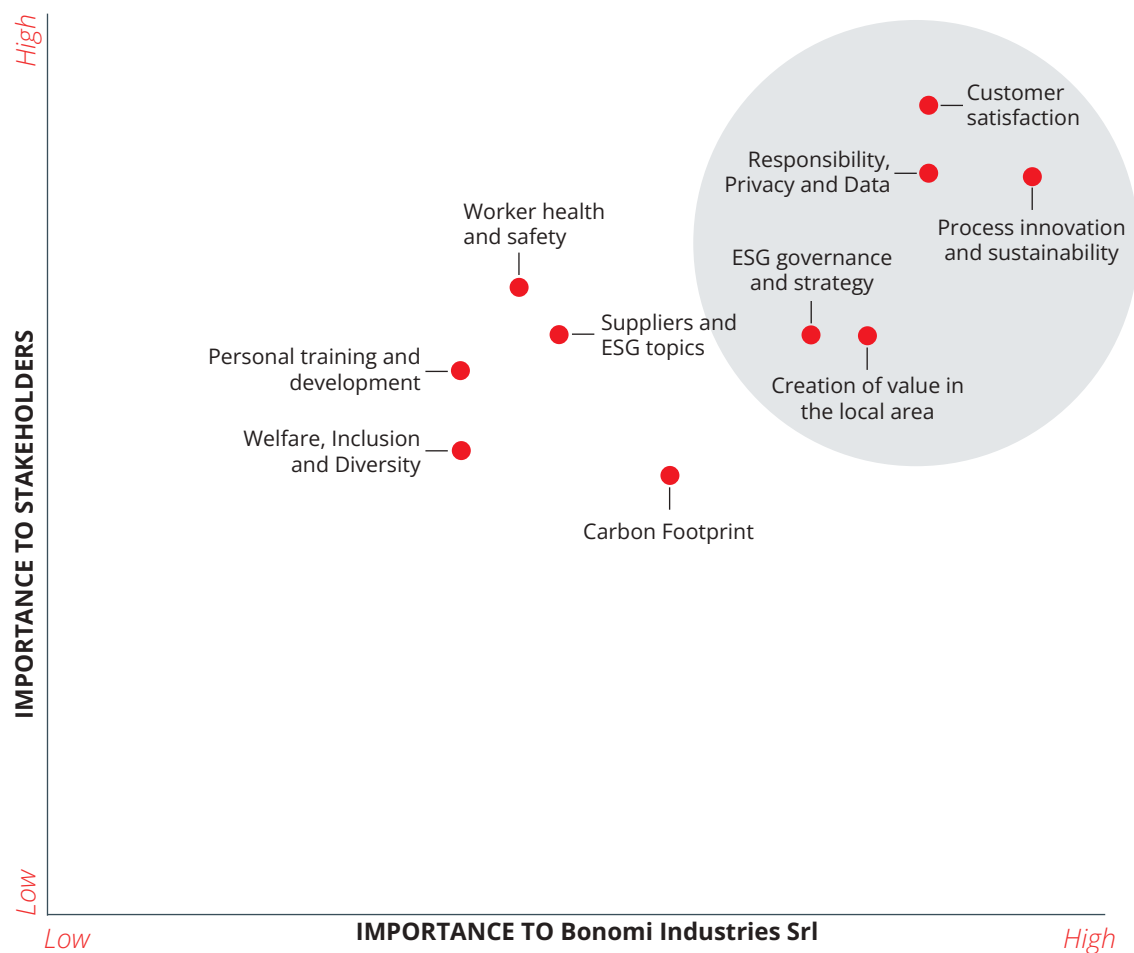 High
Customer
satisfaction
Responsibility,
Privacy and Data
Process innovation
and sustainability
Worker health
and safety
ESG governance
and strategy
Suppliers and
ESG topics
Personal training and
development
Creation of value in
the local area
Welfare, Inclusion
and Diversity
Carbon Footprint
IMPORTANCE TO STAKEHOLDERS
Low
Low
IMPORTANCE TO Bonomi Industries Srl
High